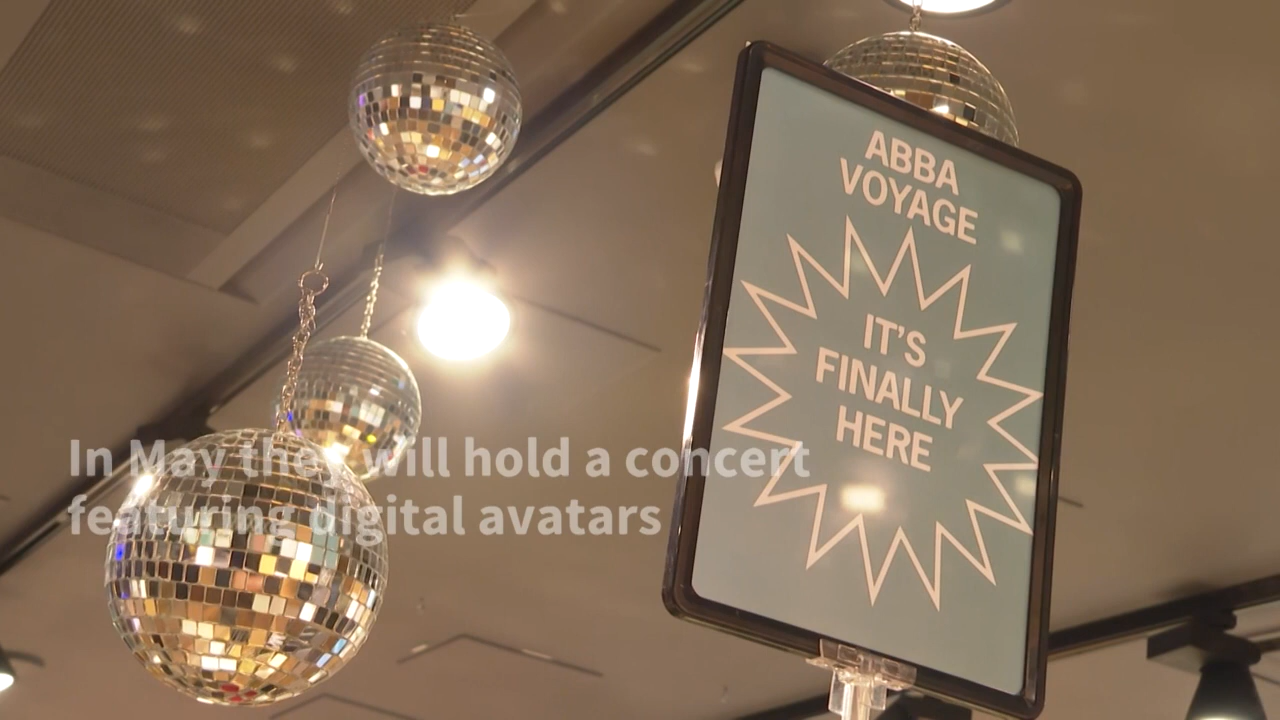 ABBA
VOYAGE
IT'S
FINALLY
HERE
In May they will hold a concert
featuring digital avatars